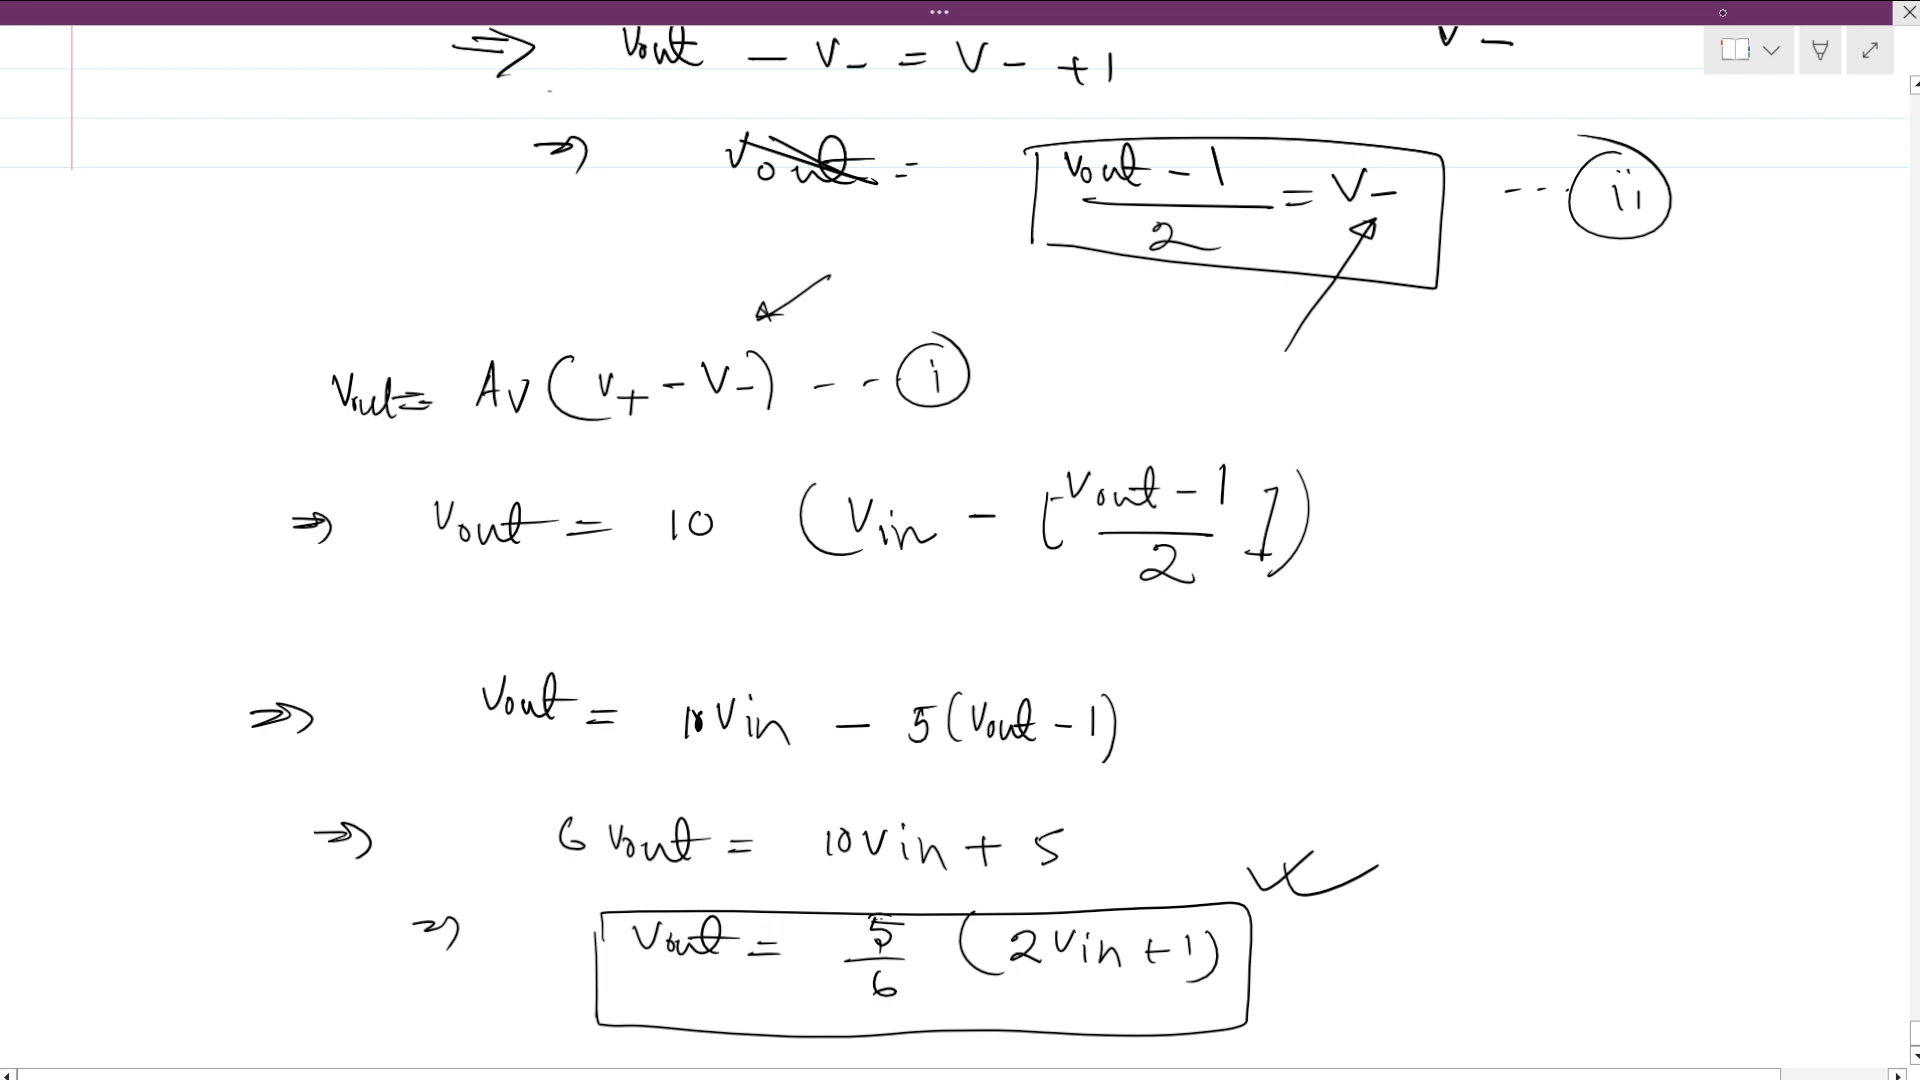 ⇒ Vout - V- = V- + 1 V-
⇒ Vout = (Vout - 1)/2 = V- --- (ii)
Vout = Av (V+ - V-) --- (i)
⇒ Vout = 10 (Vin - [(Vout - 1)/2])
⇒ Vout = 10Vin - 5(Vout - 1)
⇒ 6 Vout = 10Vin + 5
⇒ Vout = 5/6 (2Vin + 1)